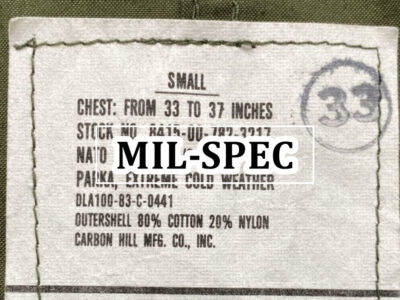 SMALL
CHEST: FROM 33 TO 37 INCHES
33
STOCK NO. 8415-00-782-3217
NATO
MIL-SPEC
PARKA, EXTREME COLD WEATHER
DLA100-83-C-0441
OUTERSHELL 80% COTTON 20% NYLON
CARBON HILL MFG. CO., INC.